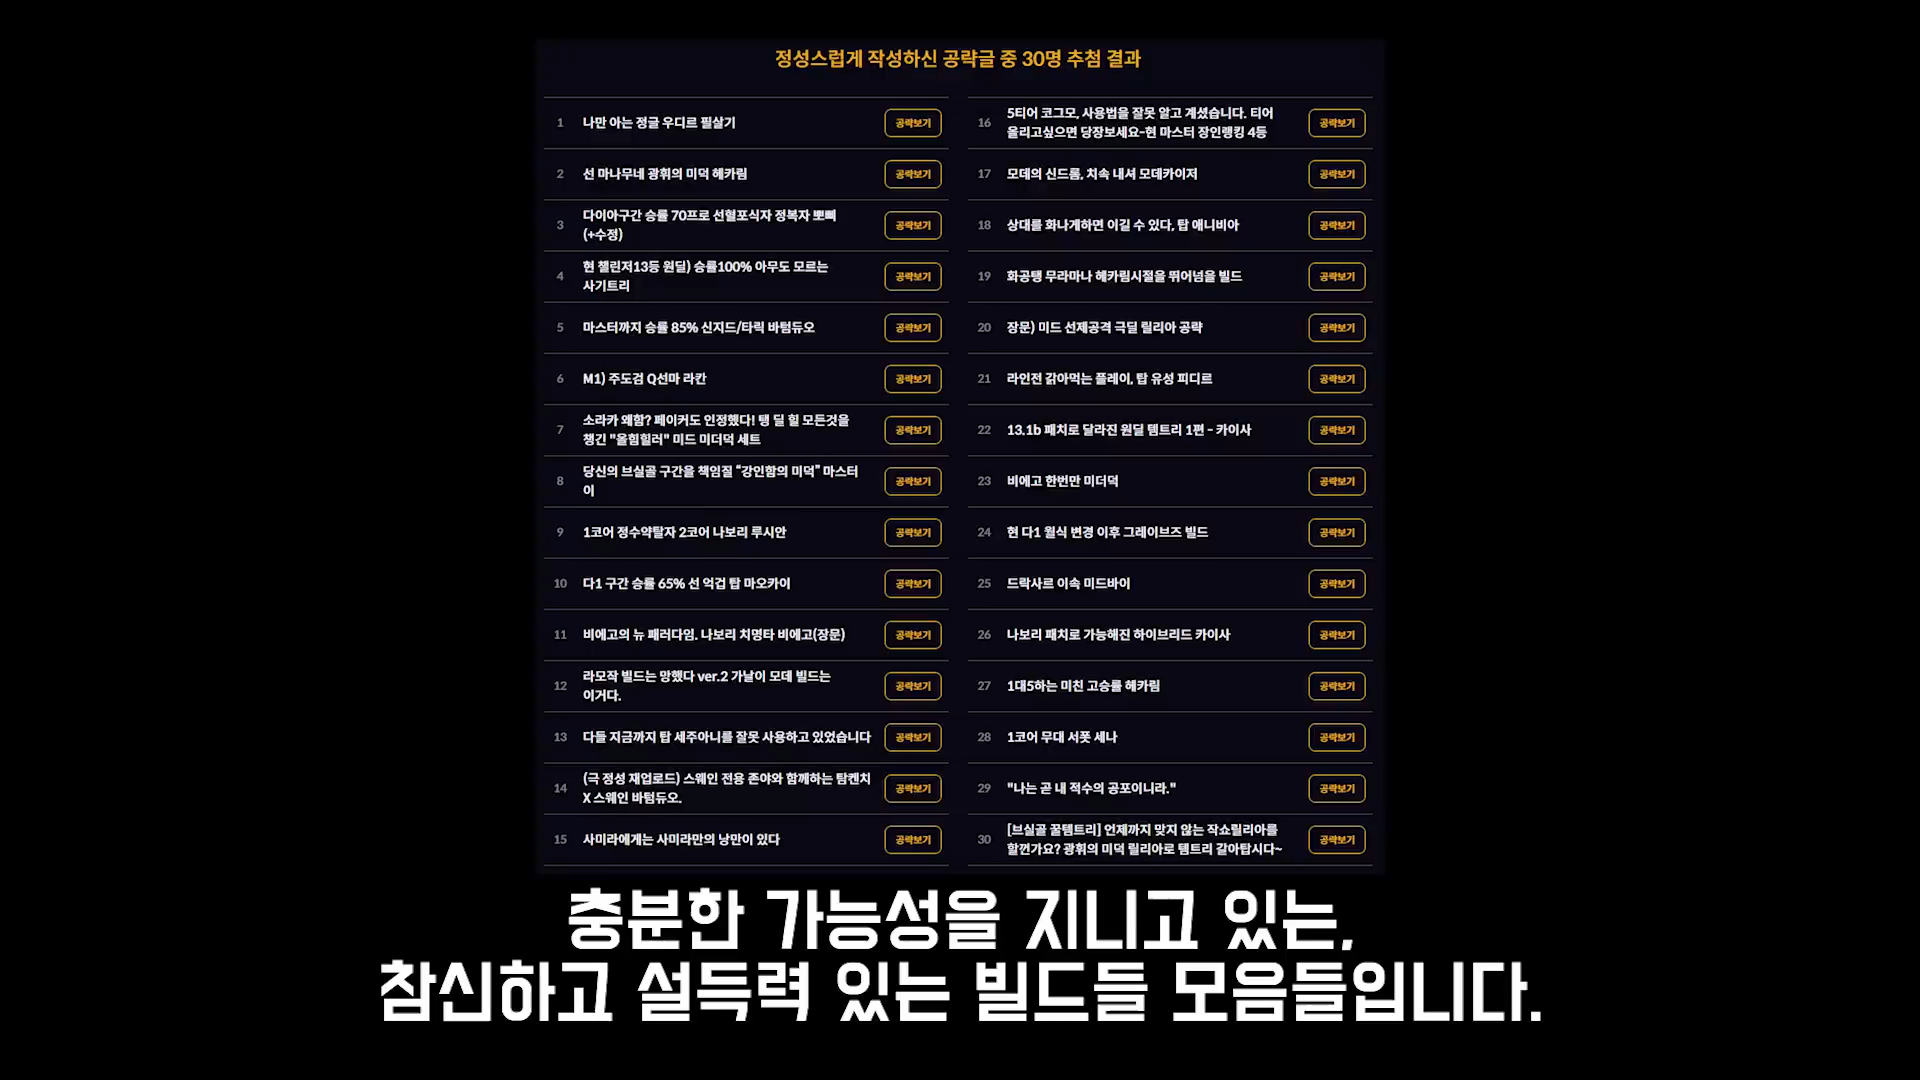 정성스럽게 작성하신 공략글 중 30명 추첨 결과
1 나만 아는 정글 우디르 필살기 공략보기
2 선 마나무네 광휘의 미덕 헤카림 공략보기
3 다이아구간 승률 70프로 선혈포식자 정복자 뽀삐
(+수정) 공략보기
4 현 챌린저13등 원딜) 승률100% 아무도 모르는
사기트리 공략보기
5 마스터까지 승률 85% 신지드/타릭 바텀듀오 공략보기
6 M1) 주도검 Q선마 라칸 공략보기
7 소라카 왜함? 페이커도 인정했다! 탱 딜 힐 모든것을
챙긴 "올힘힐러" 미드 미더덕 세트 공략보기
8 당신의 브실골 구간을 책임질 “강인함의 미덕” 마스터
이 공략보기
9 1코어 정수약탈자 2코어 나보리 루시안 공략보기
10 다1 구간 승률 65% 선 억겁 탑 마오카이 공략보기
11 비에고의 뉴 패러다임. 나보리 치명타 비에고(장문) 공략보기
12 라모작 빌드는 망했다 ver.2 가날이 모데 빌드는
이거다. 공략보기
13 다들 지금까지 탑 세주아니를 잘못 사용하고 있었습니다 공략보기
14 (극 정성 재업로드) 스웨인 전용 존야와 함께하는 탐켄치
X 스웨인 바텀듀오. 공략보기
15 사미라에게는 사미라만의 낭만이 있다 공략보기
16 5티어 코그모, 사용법을 잘못 알고 계셨습니다. 티어
올리고싶으면 당장보세요-현 마스터 장인랭킹 4등 공략보기
17 모데의 신드롬, 치속 내셔 모데카이저 공략보기
18 상대를 화나게하면 이길 수 있다, 탑 애니비아 공략보기
19 화공탱 무라마나 헤카림시절을 뛰어넘을 빌드 공략보기
20 장문) 미드 선제공격 극딜 릴리아 공략 공략보기
21 라인전 갉아먹는 플레이, 탑 유성 피디르 공략보기
22 13.1b 패치로 달라진 원딜 템트리 1편 - 카이사 공략보기
23 비에고 한번만 미더덕 공략보기
24 현 다1 월식 변경 이후 그레이브즈 빌드 공략보기
25 드락사르 이속 미드바이 공략보기
26 나보리 패치로 가능해진 하이브리드 카이사 공략보기
27 1대5하는 미친 고승률 헤카림 공략보기
28 1코어 무대 서폿 세나 공략보기
29 "나는 곧 내 적수의 공포이니라." 공략보기
30 [브실골 꿀템트리] 언제까지 맞지 않는 작쇼릴리아를
할껀가요? 광휘의 미덕 릴리아로 템트리 갈아탑시다~ 공략보기
충분한 가능성을 지니고 있는,
참신하고 설득력 있는 빌드들 모음들입니다.